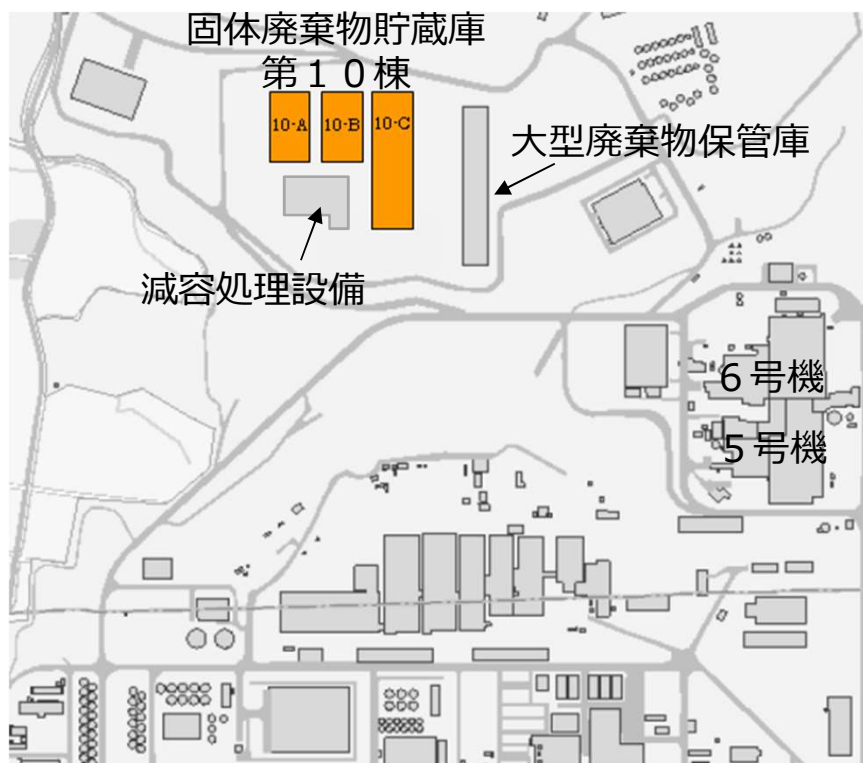 固体廃棄物貯蔵庫
第１０棟
10-A
10-B
10-C
大型廃棄物保管庫
減容処理設備
６号機
５号機